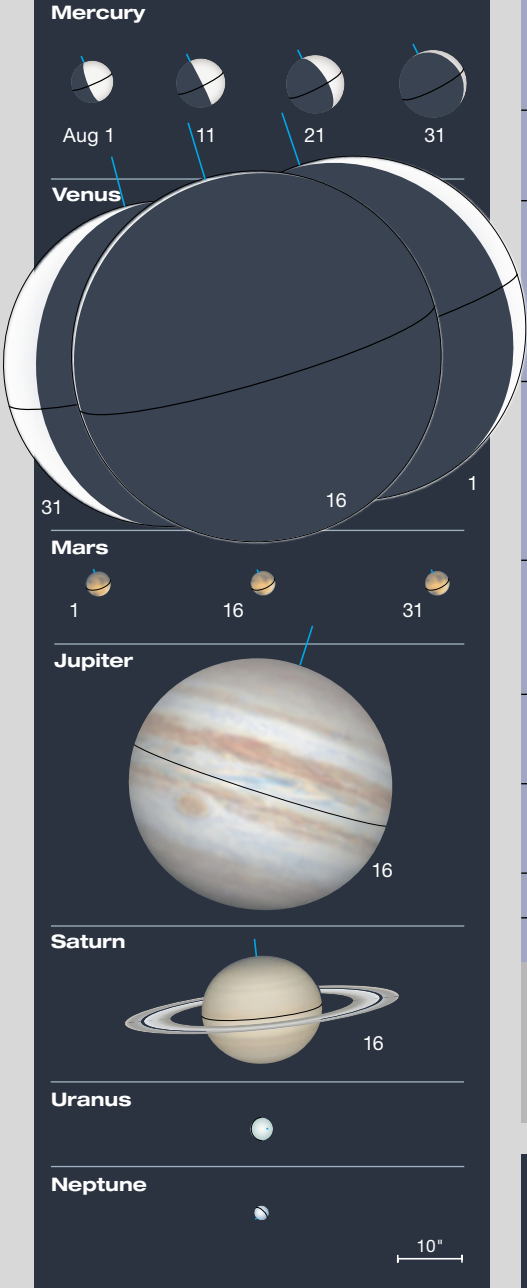 Mercury
Aug 1 11 21 31
Venus
1
16
31
Mars
1 16 31
Jupiter
16
Saturn
16
Uranus
Neptune
10"